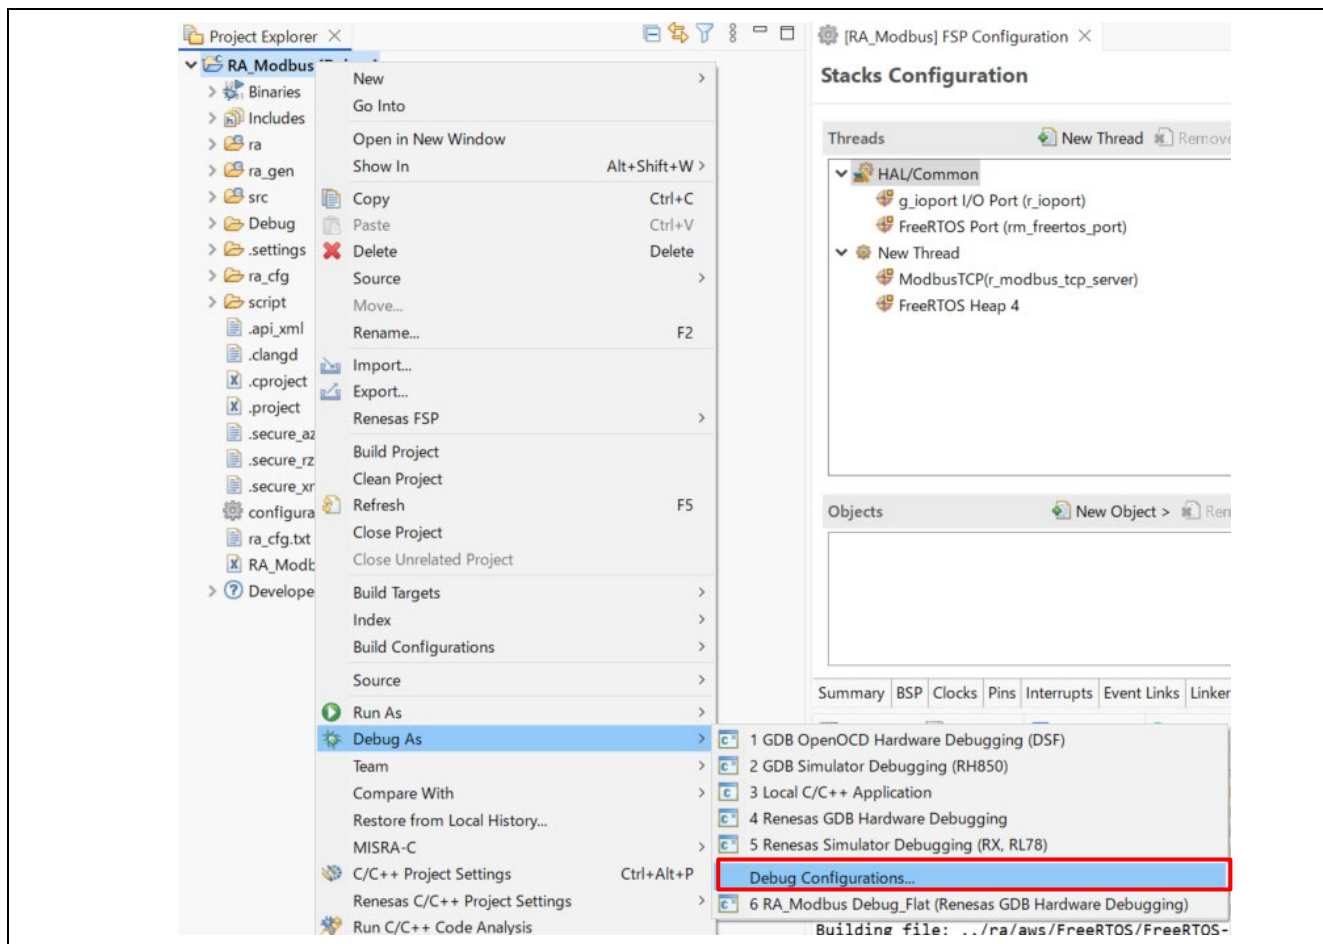 Project Explorer
RA_Modbus
Binaries
Includes
ra
ra_gen
src
Debug
.settings
ra_cfg
script
.api_xml
.clangd
.cproject
.project
.secure_az
.secure_rz
.secure_xr
configura
ra_cfg.txt
RA_Modb
Develope
New
Go Into
Open in New Window
Show In Alt+Shift+W
Copy Ctrl+C
Paste Ctrl+V
Delete Delete
Source
Move...
Rename... F2
Import...
Export...
Renesas FSP
Build Project
Clean Project
Refresh F5
Close Project
Close Unrelated Project
Build Targets
Index
Build Configurations
Source
Run As
Debug As
Team
Compare With
Restore from Local History...
MISRA-C
C/C++ Project Settings Ctrl+Alt+P
Renesas C/C++ Project Settings
Run C/C++ Code Analysis
1 GDB OpenOCD Hardware Debugging (DSF)
2 GDB Simulator Debugging (RH850)
3 Local C/C++ Application
4 Renesas GDB Hardware Debugging
5 Renesas Simulator Debugging (RX, RL78)
Debug Configurations...
6 RA_Modbus Debug_Flat (Renesas GDB Hardware Debugging)
[RA_Modbus] FSP Configuration
Stacks Configuration
Threads New Thread Remove
HAL/Common
g_ioport I/O Port (r_ioport)
FreeRTOS Port (rm_freertos_port)
New Thread
ModbusTCP(r_modbus_tcp_server)
FreeRTOS Heap 4
Objects New Object > Ren
Summary BSP Clocks Pins Interrupts Event Links Linker
Building file: ../ra/aws/FreeRTOS/FreeRTOS-